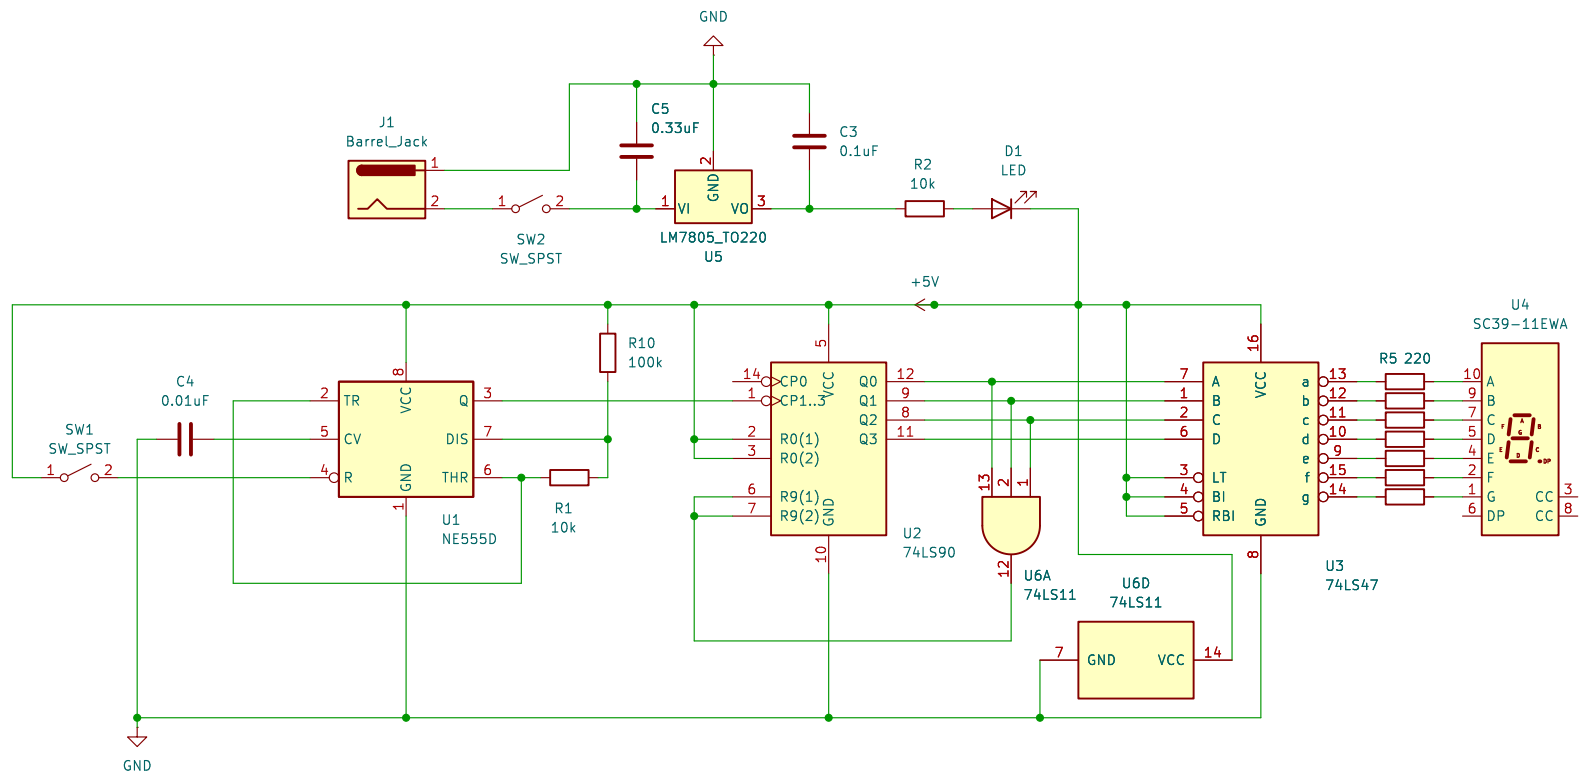 GND
J1
Barrel_Jack
1
2
C5
0.33uF
C3
0.1uF
2
GND
1
VI
VO
3
LM7805_TO220
U5
1
2
SW2
SW_SPST
R2
10k
D1
LED
+5V
R10
100k
C4
0.01uF
SW1
SW_SPST
1
2
8
VCC
2
TR
Q
3
5
CV
DIS
7
4
R
THR
6
GND
1
U1
NE555D
R1
10k
5
VCC
14
CP0
Q0
12
1
CP1..3
Q1
9
Q2
8
2
R0(1)
Q3
11
3
R0(2)
6
R9(1)
7
R9(2)
GND
10
U2
74LS90
13
2
1
12
U6A
74LS11
U6D
74LS11
7
GND
VCC
14
16
VCC
7
A
a
13
1
B
b
12
2
C
c
11
6
D
d
10
e
9
3
LT
f
15
4
BI
g
14
5
RBI
GND
8
U3
74LS47
R5 220
U4
SC39-11EWA
10
A
9
B
7
C
5
D
4
E
2
F
1
G
CC
3
6
DP
CC
8
A
F
B
G
E
C
D
DP
GND